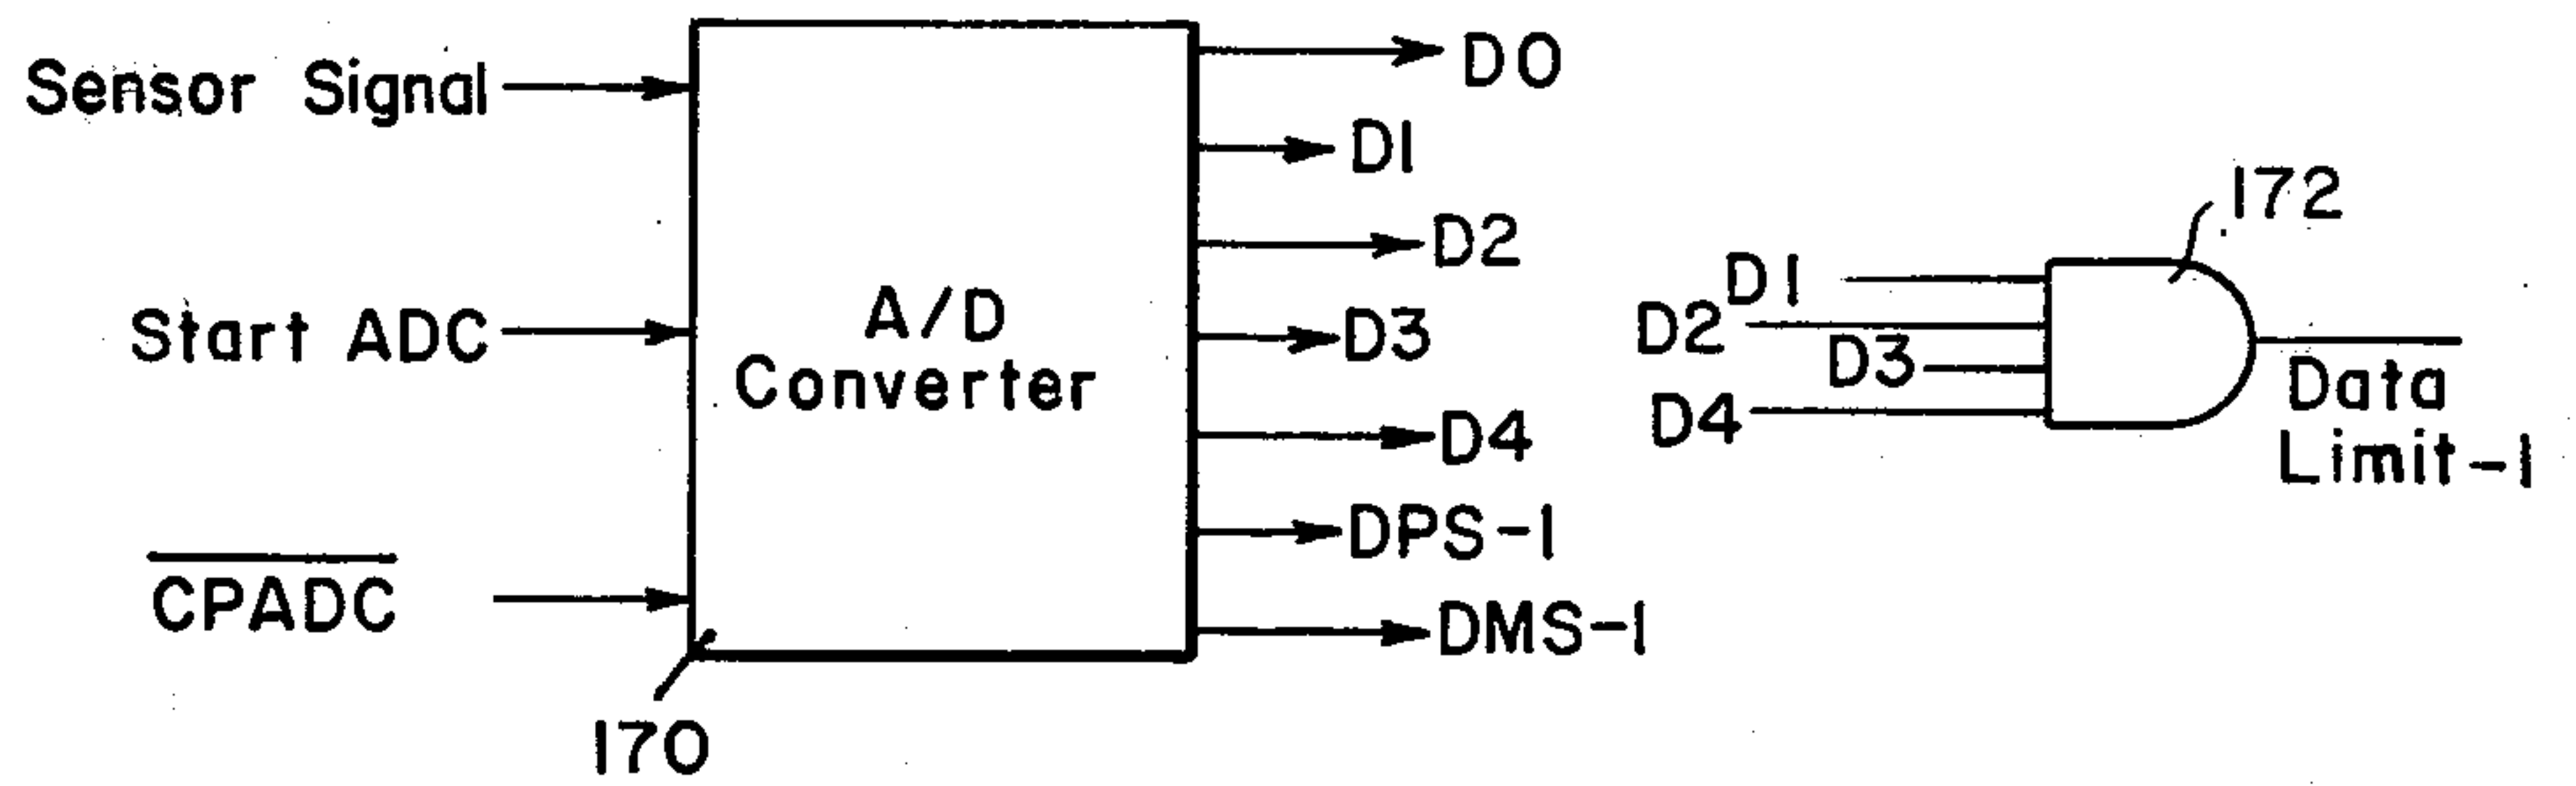 Sensor Signal
Start ADC
CPADC
A/D
Converter
170
D0
D1
D2
D3
D4
DPS-1
DMS-1
172
D1
D2
D3
D4
Data
Limit-1